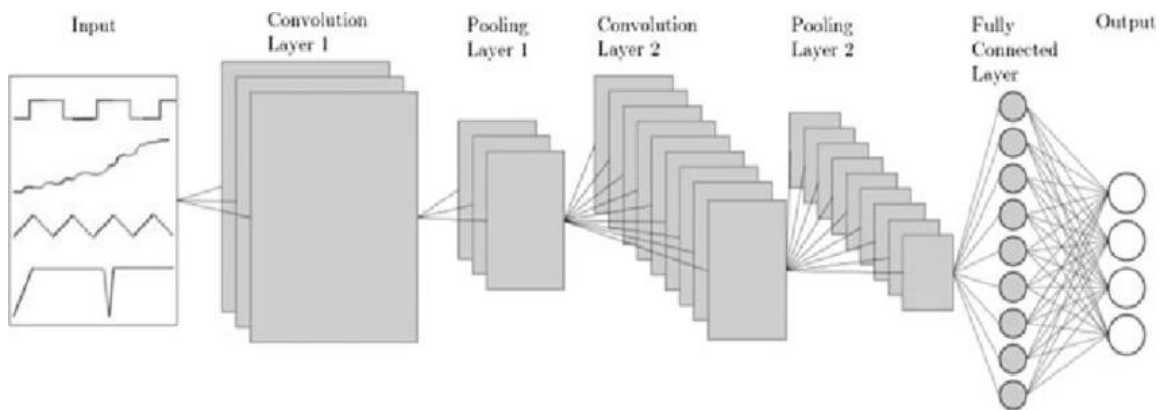 Input
Convolution
Layer 1
Pooling
Layer 1
Convolution
Layer 2
Pooling
Layer 2
Fully
Connected
Layer
Output